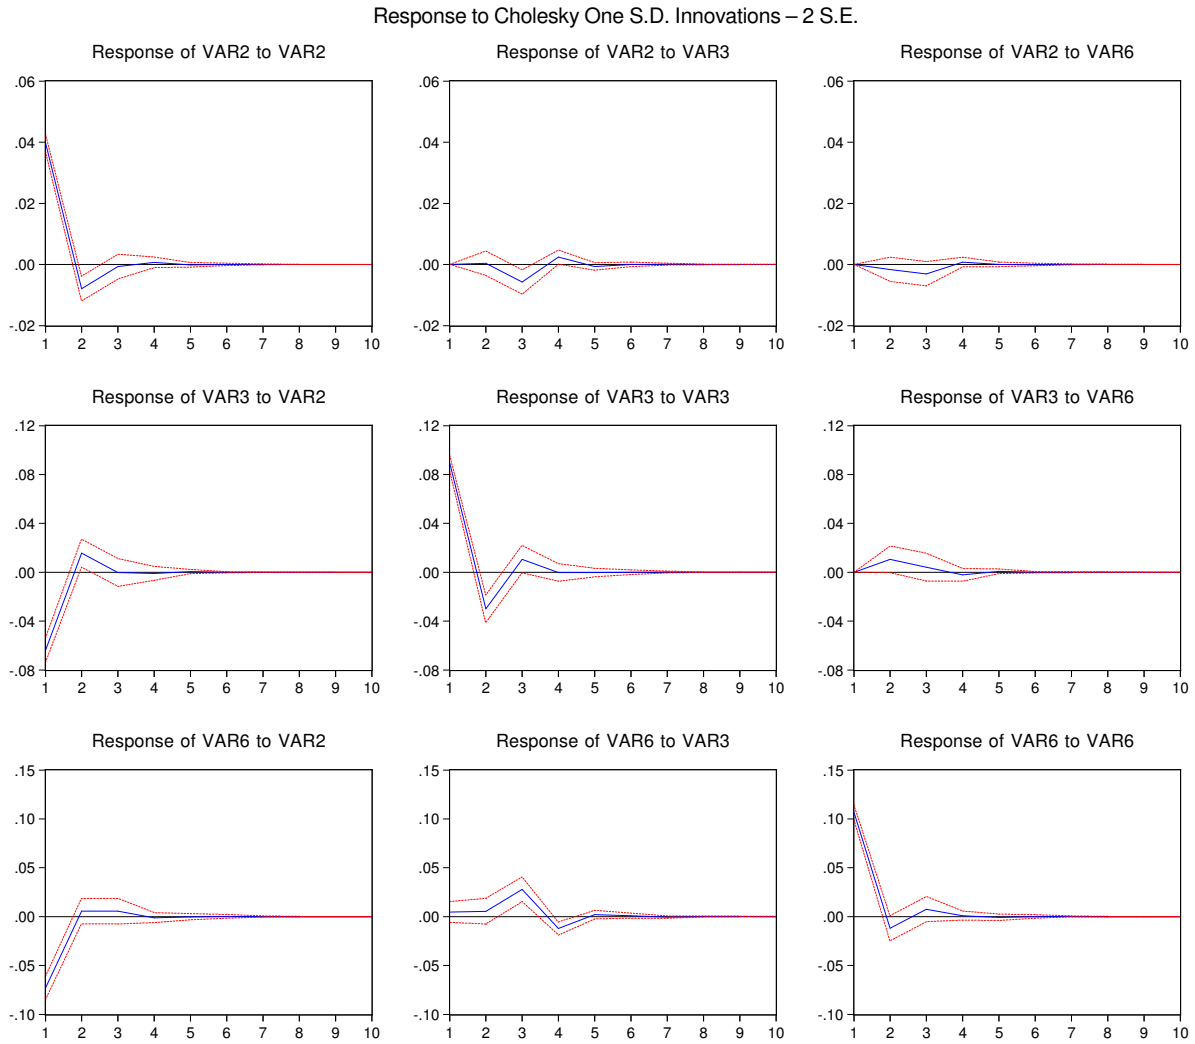 Response to Cholesky One S.D. Innovations – 2 S.E.
Response of VAR2 to VAR2
.06
.04
.02
.00
-.02
1 2 3 4 5 6 7 8 9 10
Response of VAR2 to VAR3
.06
.04
.02
.00
-.02
1 2 3 4 5 6 7 8 9 10
Response of VAR2 to VAR6
.06
.04
.02
.00
-.02
1 2 3 4 5 6 7 8 9 10
Response of VAR3 to VAR2
.12
.08
.04
.00
-.04
-.08
1 2 3 4 5 6 7 8 9 10
Response of VAR3 to VAR3
.12
.08
.04
.00
-.04
-.08
1 2 3 4 5 6 7 8 9 10
Response of VAR3 to VAR6
.12
.08
.04
.00
-.04
-.08
1 2 3 4 5 6 7 8 9 10
Response of VAR6 to VAR2
.15
.10
.05
.00
-.05
-.10
1 2 3 4 5 6 7 8 9 10
Response of VAR6 to VAR3
.15
.10
.05
.00
-.05
-.10
1 2 3 4 5 6 7 8 9 10
Response of VAR6 to VAR6
.15
.10
.05
.00
-.05
-.10
1 2 3 4 5 6 7 8 9 10